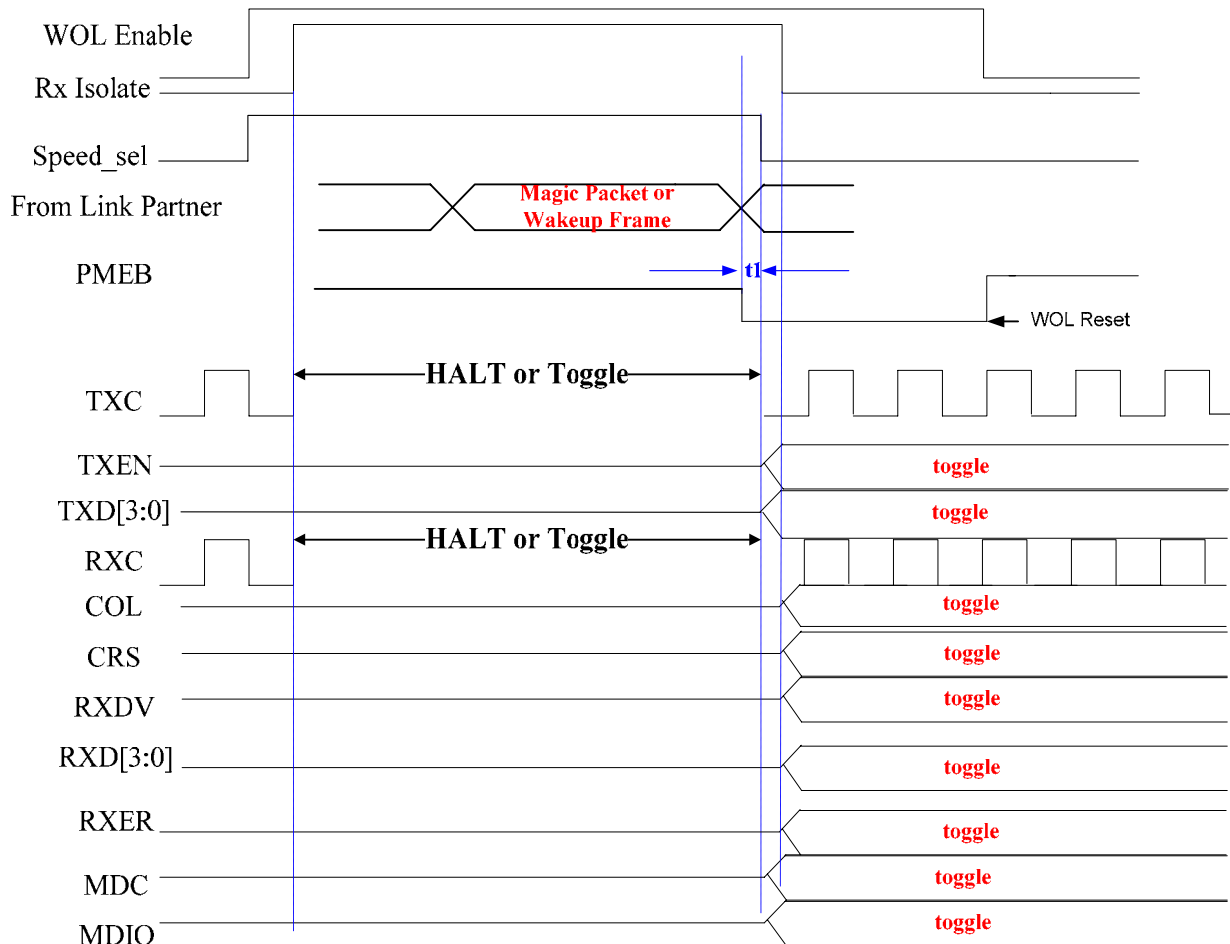 WOL Enable
Rx Isolate
Speed_sel
From Link Partner
Magic Packet or
Wakeup Frame
PMEB
t1
WOL Reset
HALT or Toggle
TXC
TXEN
toggle
TXD[3:0]
toggle
HALT or Toggle
RXC
COL
toggle
CRS
toggle
RXDV
toggle
RXD[3:0]
toggle
RXER
toggle
MDC
toggle
MDIO
toggle